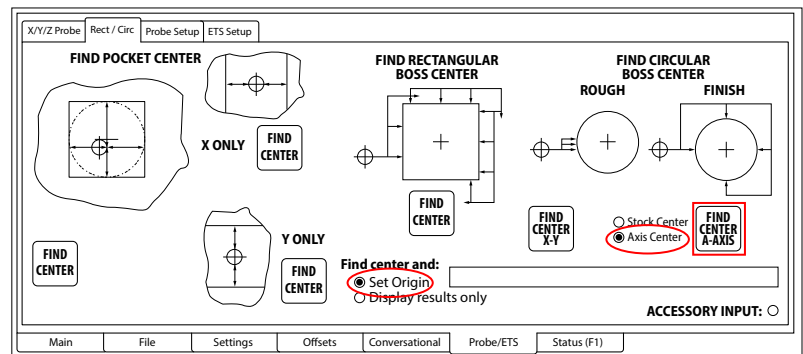 X/Y/Z Probe
Rect / Circ
Probe Setup
ETS Setup
FIND POCKET CENTER
X ONLY
FIND
CENTER
FIND
CENTER
Y ONLY
FIND
CENTER
FIND RECTANGULAR
BOSS CENTER
FIND
CENTER
FIND CIRCULAR
BOSS CENTER
ROUGH
FINISH
FIND
CENTER
X-Y
Stock Center
Axis Center
FIND
CENTER
A-AXIS
Find center and:
Set Origin
Display results only
ACCESSORY INPUT:
Main
File
Settings
Offsets
Conversational
Probe/ETS
Status (F1)